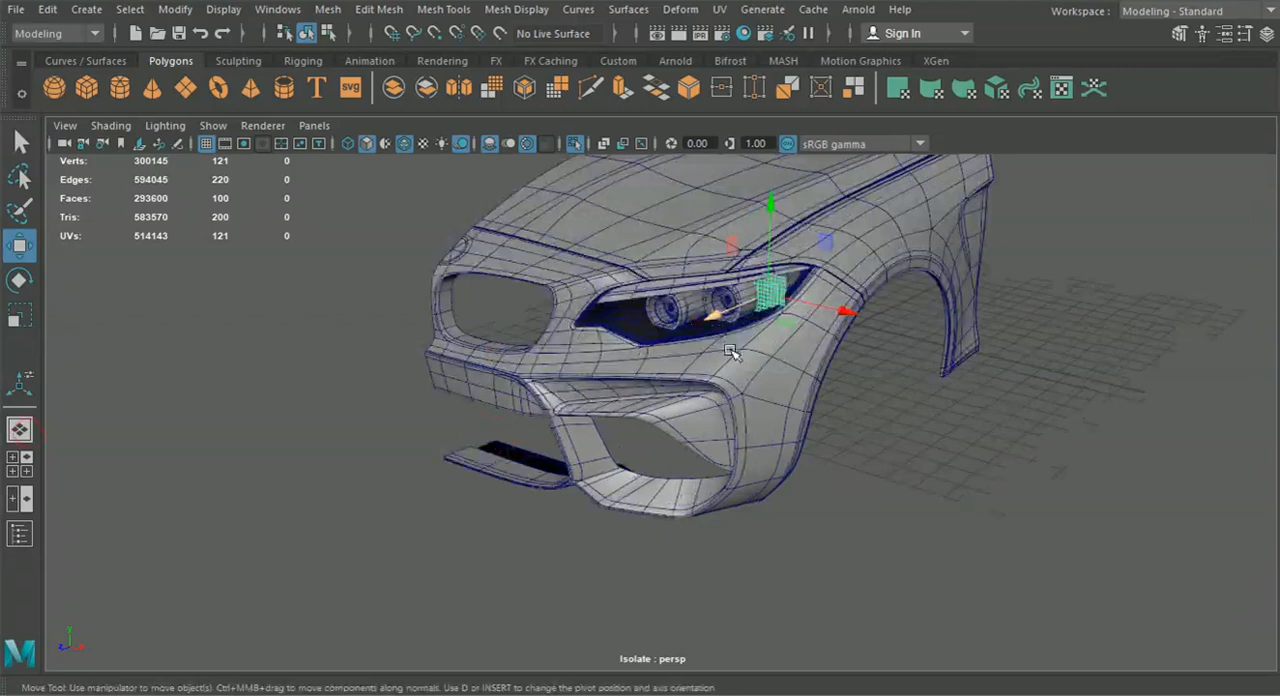 File Edit Create Select Modify Display Windows Mesh Edit Mesh Mesh Tools Mesh Display Curves Surfaces Deform UV Generate Cache Arnold Help Workspace : Modeling - Standard
Modeling No Live Surface Sign In
Curves / Surfaces Polygons Sculpting Rigging Animation Rendering FX FX Caching Custom Arnold Bifrost MASH Motion Graphics XGen
T SVG
View Shading Lighting Show Renderer Panels
0.00 1.00 sRGB gamma
Verts: 300145 121 0
Edges: 594045 220 0
Faces: 293600 100 0
Tris: 583570 200 0
UVs: 514143 121 0
Isolate : persp
Move Tool: Use manipulator to move object(s). Ctrl+MMB+drag to move components along normals. Use D or INSERT to change the pivot position and axis orientation